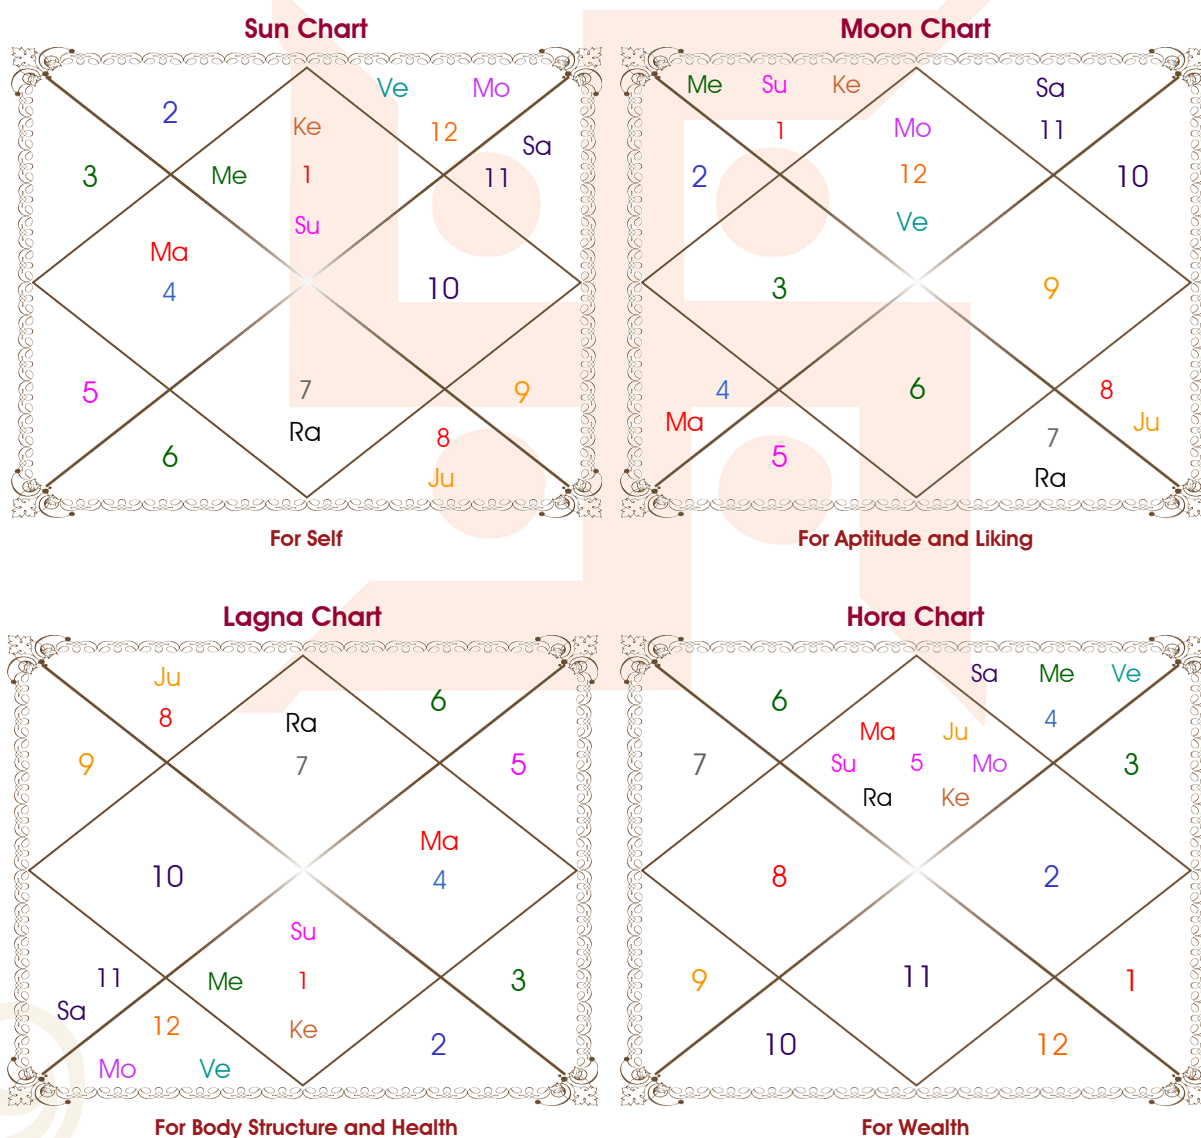 Sun Chart
Ve Mo
2
Ke
12
Sa
3
Me
1
11
Su
Ma
4
10
5
7
9
Ra
8
6
Ju
For Self
Moon Chart
Me Su Ke
Sa
1
Mo
11
2
12
10
Ve
3
9
4
6
8
Ma
Ju
7
5
Ra
For Aptitude and Liking
Lagna Chart
Ju
6
8
Ra
9
7
5
Ma
10
4
Su
11
Me
1
3
Sa
12
Ke
2
Mo Ve
For Body Structure and Health
Hora Chart
Sa Me Ve
6
4
Ma Ju
7
Su 5 Mo
3
Ra Ke
8
2
9
11
1
10
12
For Wealth